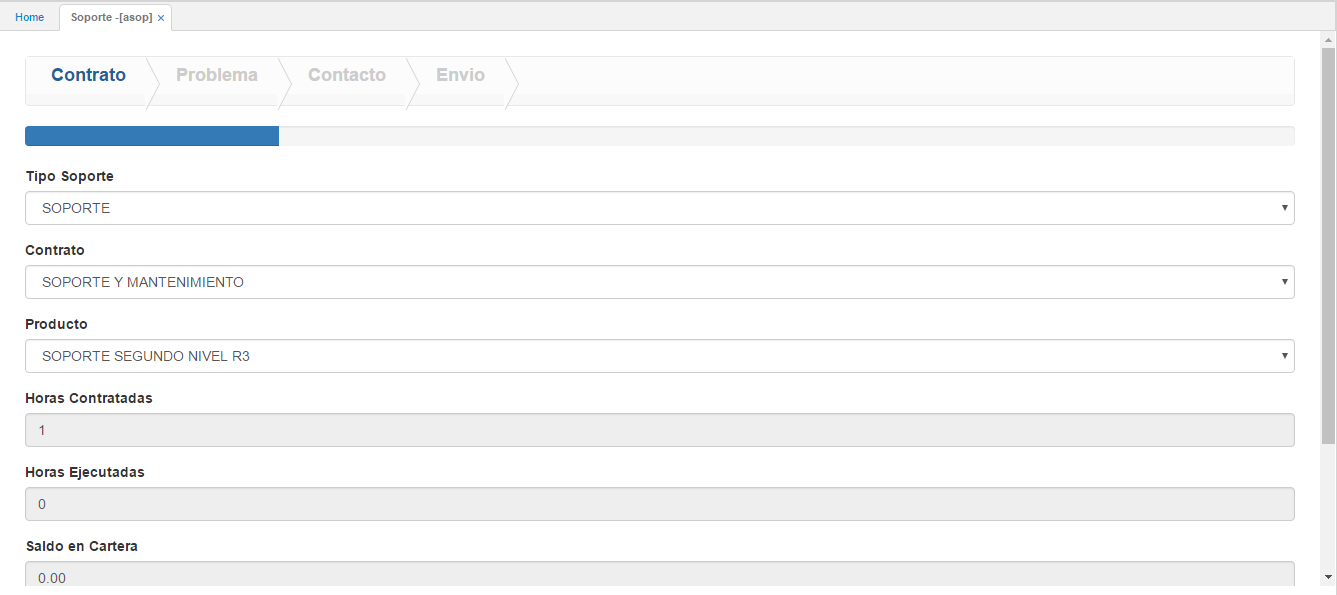 Home
Soporte -[asop] ×
Contrato
Problema
Contacto
Envio
Tipo Soporte
SOPORTE
Contrato
SOPORTE Y MANTENIMIENTO
Producto
SOPORTE SEGUNDO NIVEL R3
Horas Contratadas
1
Horas Ejecutadas
0
Saldo en Cartera
0.00